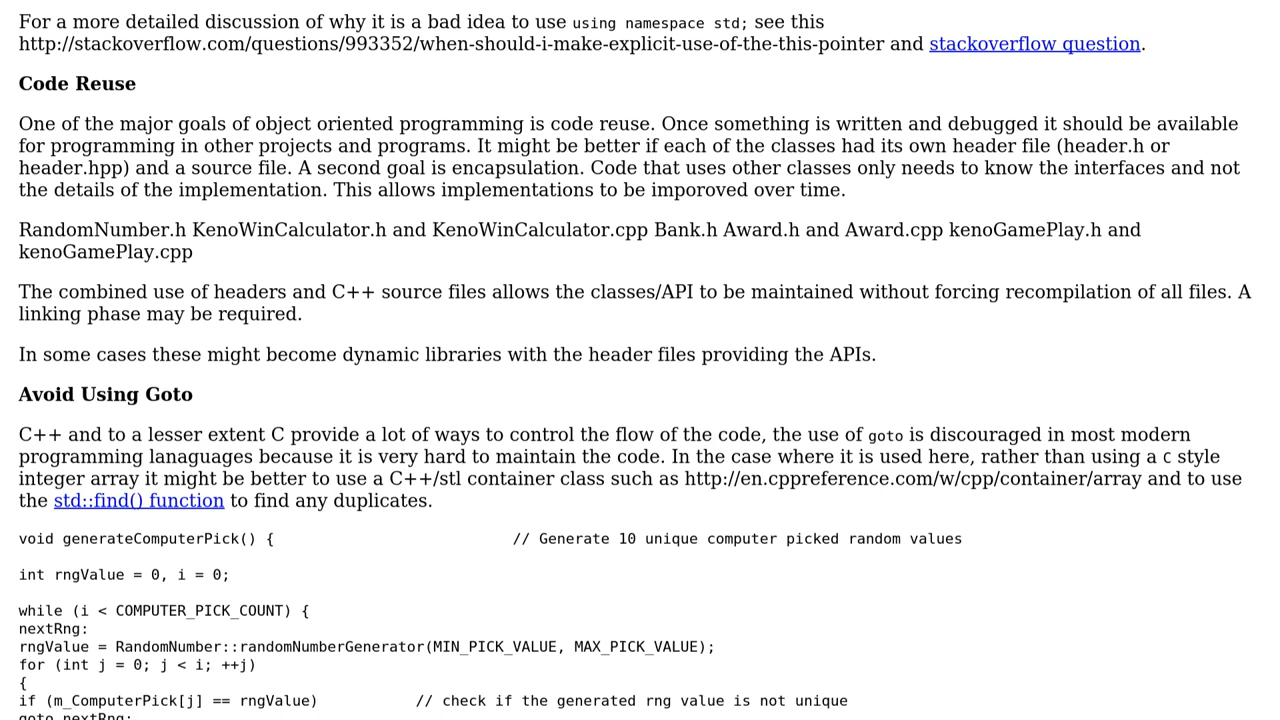 For a more detailed discussion of why it is a bad idea to use using namespace std; see this
http://stackoverflow.com/questions/993352/when-should-i-make-explicit-use-of-the-this-pointer and stackoverflow question.
Code Reuse
One of the major goals of object oriented programming is code reuse. Once something is written and debugged it should be available
for programming in other projects and programs. It might be better if each of the classes had its own header file (header.h or
header.hpp) and a source file. A second goal is encapsulation. Code that uses other classes only needs to know the interfaces and not
the details of the implementation. This allows implementations to be imporoved over time.
RandomNumber.h KenoWinCalculator.h and KenoWinCalculator.cpp Bank.h Award.h and Award.cpp kenoGamePlay.h and
kenoGamePlay.cpp
The combined use of headers and C++ source files allows the classes/API to be maintained without forcing recompilation of all files. A
linking phase may be required.
In some cases these might become dynamic libraries with the header files providing the APIs.
Avoid Using Goto
C++ and to a lesser extent C provide a lot of ways to control the flow of the code, the use of goto is discouraged in most modern
programming lanaguages because it is very hard to maintain the code. In the case where it is used here, rather than using a C style
integer array it might be better to use a C++/stl container class such as http://en.cppreference.com/w/cpp/container/array and to use
the std::find() function to find any duplicates.
void generateComputerPick() {                           // Generate 10 unique computer picked random values
int rngValue = 0, i = 0;
while (i < COMPUTER_PICK_COUNT) {
nextRng:
rngValue = RandomNumber::randomNumberGenerator(MIN_PICK_VALUE, MAX_PICK_VALUE);
for (int j = 0; j < i; ++j)
{
if (m_ComputerPick[j] == rngValue)           // check if the generated rng value is not unique
goto nextRng;